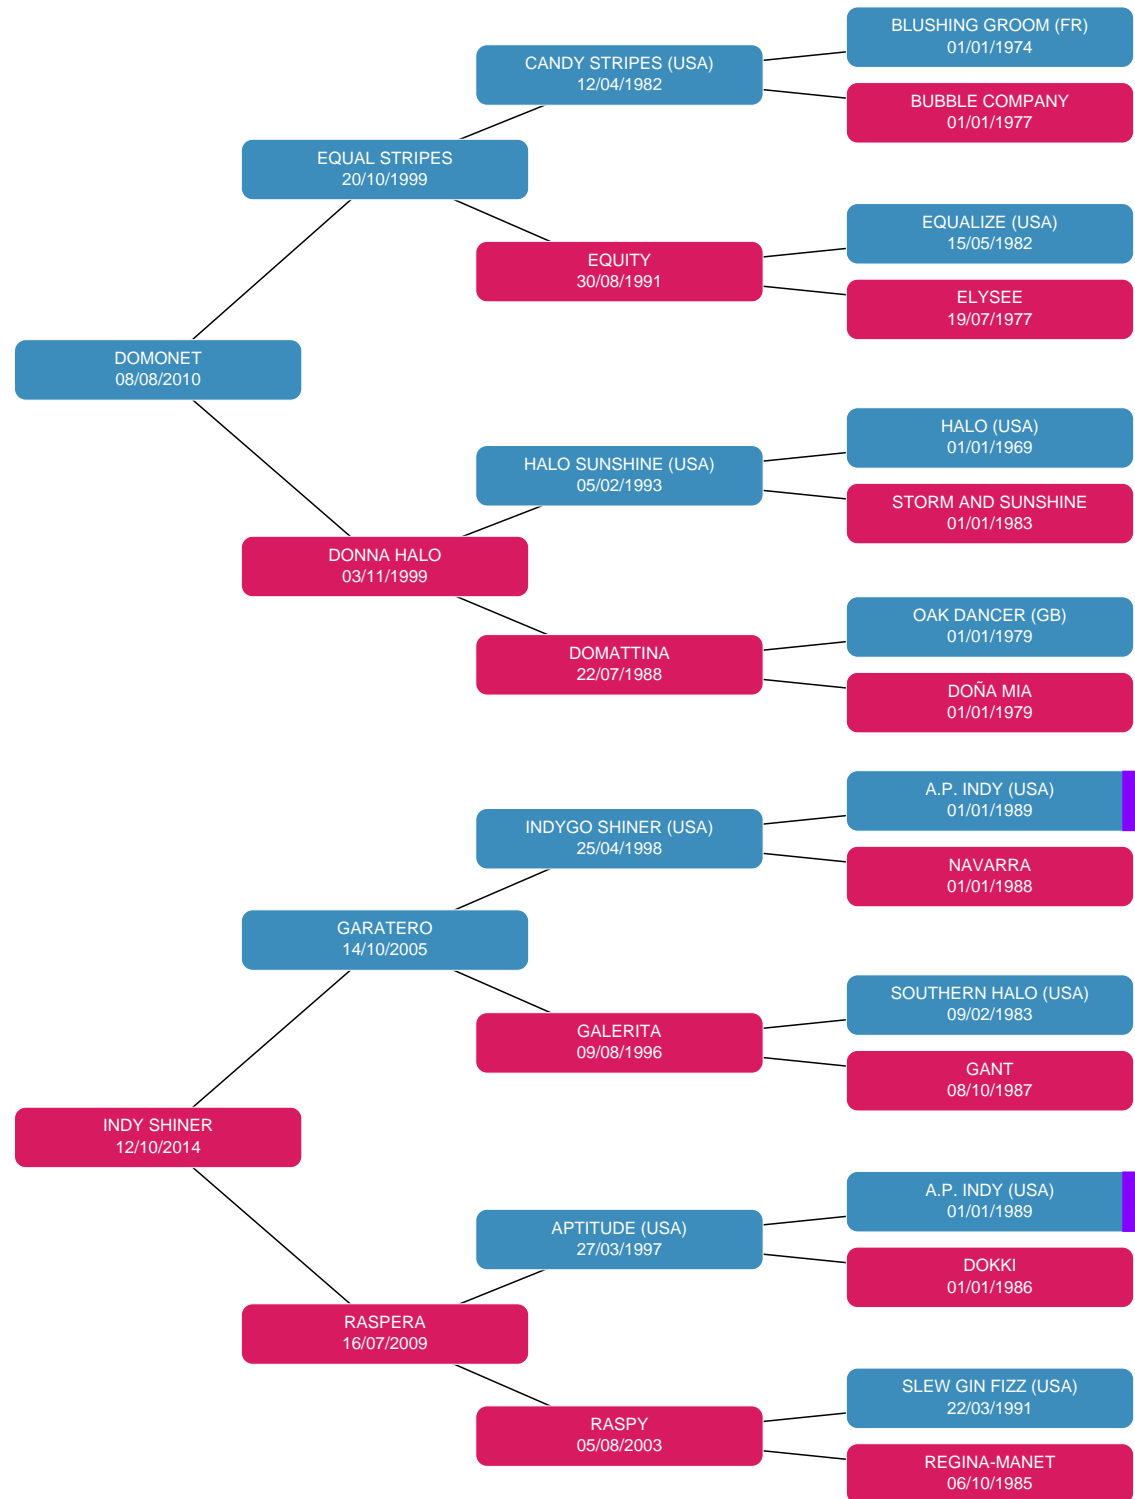 BLUSHING GROOM (FR)
01/01/1974
CANDY STRIPES (USA)
12/04/1982
BUBBLE COMPANY
01/01/1977
EQUAL STRIPES
20/10/1999
EQUALIZE (USA)
15/05/1982
EQUITY
30/08/1991
ELYSEE
19/07/1977
DOMONET
08/08/2010
HALO (USA)
01/01/1969
HALO SUNSHINE (USA)
05/02/1993
STORM AND SUNSHINE
01/01/1983
DONNA HALO
03/11/1999
OAK DANCER (GB)
01/01/1979
DOMATTINA
22/07/1988
DOÑA MIA
01/01/1979
A.P. INDY (USA)
01/01/1989
INDYGO SHINER (USA)
25/04/1998
NAVARRA
01/01/1988
GARATERO
14/10/2005
SOUTHERN HALO (USA)
09/02/1983
GALERITA
09/08/1996
GANT
08/10/1987
INDY SHINER
12/10/2014
A.P. INDY (USA)
01/01/1989
APTITUDE (USA)
27/03/1997
DOKKI
01/01/1986
RASPERA
16/07/2009
SLEW GIN FIZZ (USA)
22/03/1991
RASPY
05/08/2003
REGINA-MANET
06/10/1985